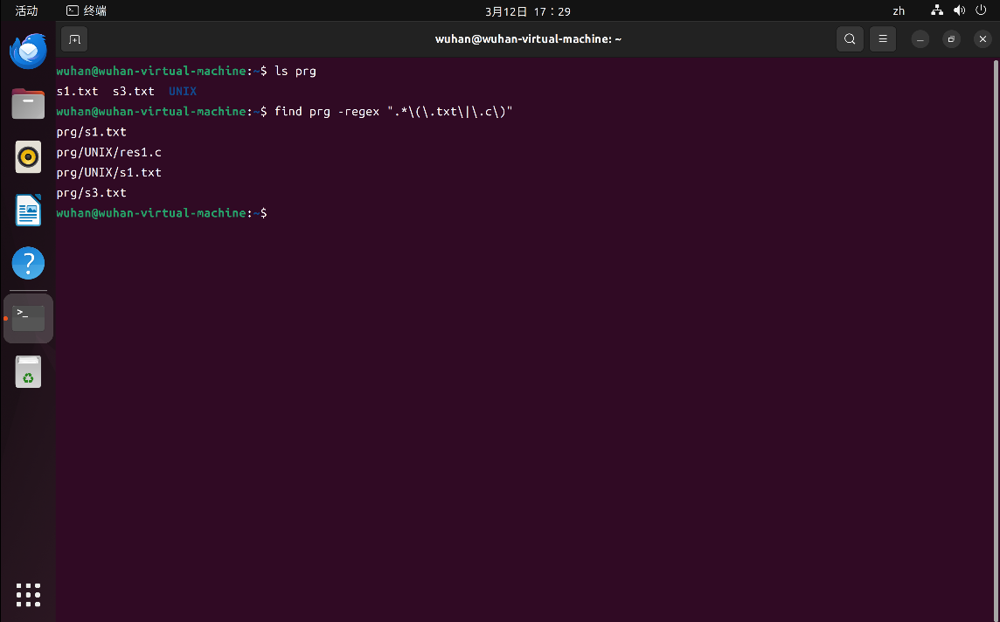 活动 终端 3月12日 17：29 zh
wuhan@wuhan-virtual-machine: ~
wuhan@wuhan-virtual-machine:~$ ls prg
s1.txt  s3.txt  UNIX
wuhan@wuhan-virtual-machine:~$ find prg -regex ".*\(\.txt\|\.c\)"
prg/s1.txt
prg/UNIX/res1.c
prg/UNIX/s1.txt
prg/s3.txt
wuhan@wuhan-virtual-machine:~$